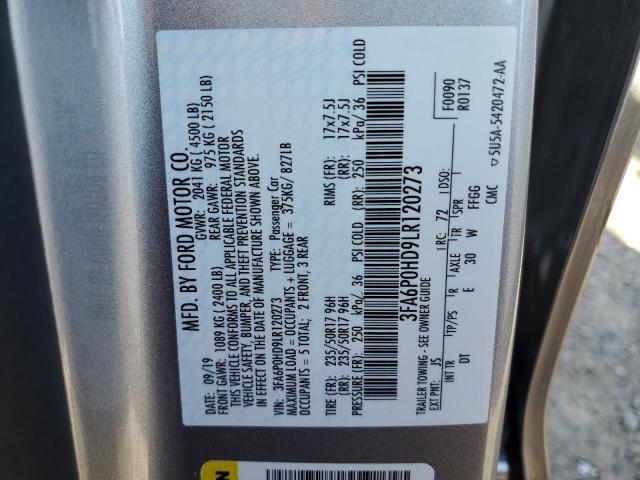 MFD. BY FORD MOTOR CO.
DATE: 09/19 GVWR: 2041 KG ( 4500 LB)
FRONT GAWR: 1089 KG ( 2400 LB) REAR GAWR: 975 KG ( 2150 LB)
THIS VEHICLE CONFORMS TO ALL APPLICABLE FEDERAL MOTOR
VEHICLE SAFETY, BUMPER, AND THEFT PREVENTION STANDARDS
IN EFFECT ON THE DATE OF MANUFACTURE SHOWN ABOVE.
VIN: 3FA6P0HD9LR120273 TYPE: Passenger Car
MAXIMUM LOAD = OCCUPANTS + LUGGAGE = 375KG/ 827LB
OCCUPANTS = 5 TOTAL; 2 FRONT, 3 REAR
TIRE (FR): 235/50R17 96H RIMS (FR): 17x7.5J
(RR): 235/50R17 96H (RR): 17x7.5J
PRESSURE (FR): 250 kPa/ 36 PSI COLD (RR): 250 kPa/ 36 PSI COLD
3FA6P0HD9LR120273
TRAILER TOWING - SEE OWNER GUIDE
F0090
R0137
EXT PNT: JS RC: 72 DSO:
INT TR TP/PS R AXLE TR SPR
DT E 30 W FFGG
CMC 5U5A-5420472-AA